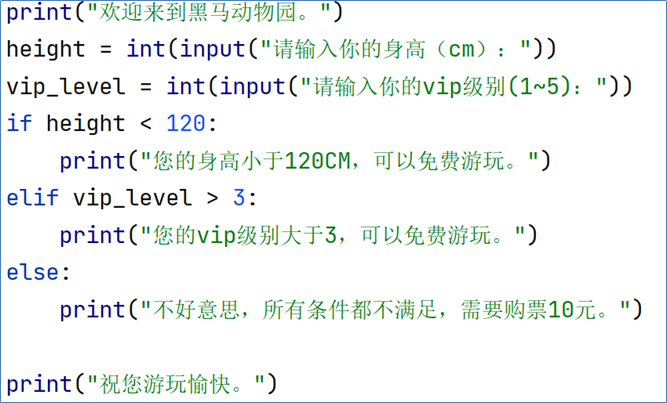 print("欢迎来到黑马动物园。")
height = int(input("请输入你的身高（cm）："))
vip_level = int(input("请输入你的vip级别(1~5)："))
if height < 120:
    print("您的身高小于120CM，可以免费游玩。")
elif vip_level > 3:
    print("您的vip级别大于3，可以免费游玩。")
else:
    print("不好意思，所有条件都不满足，需要购票10元。")
print("祝您游玩愉快。")